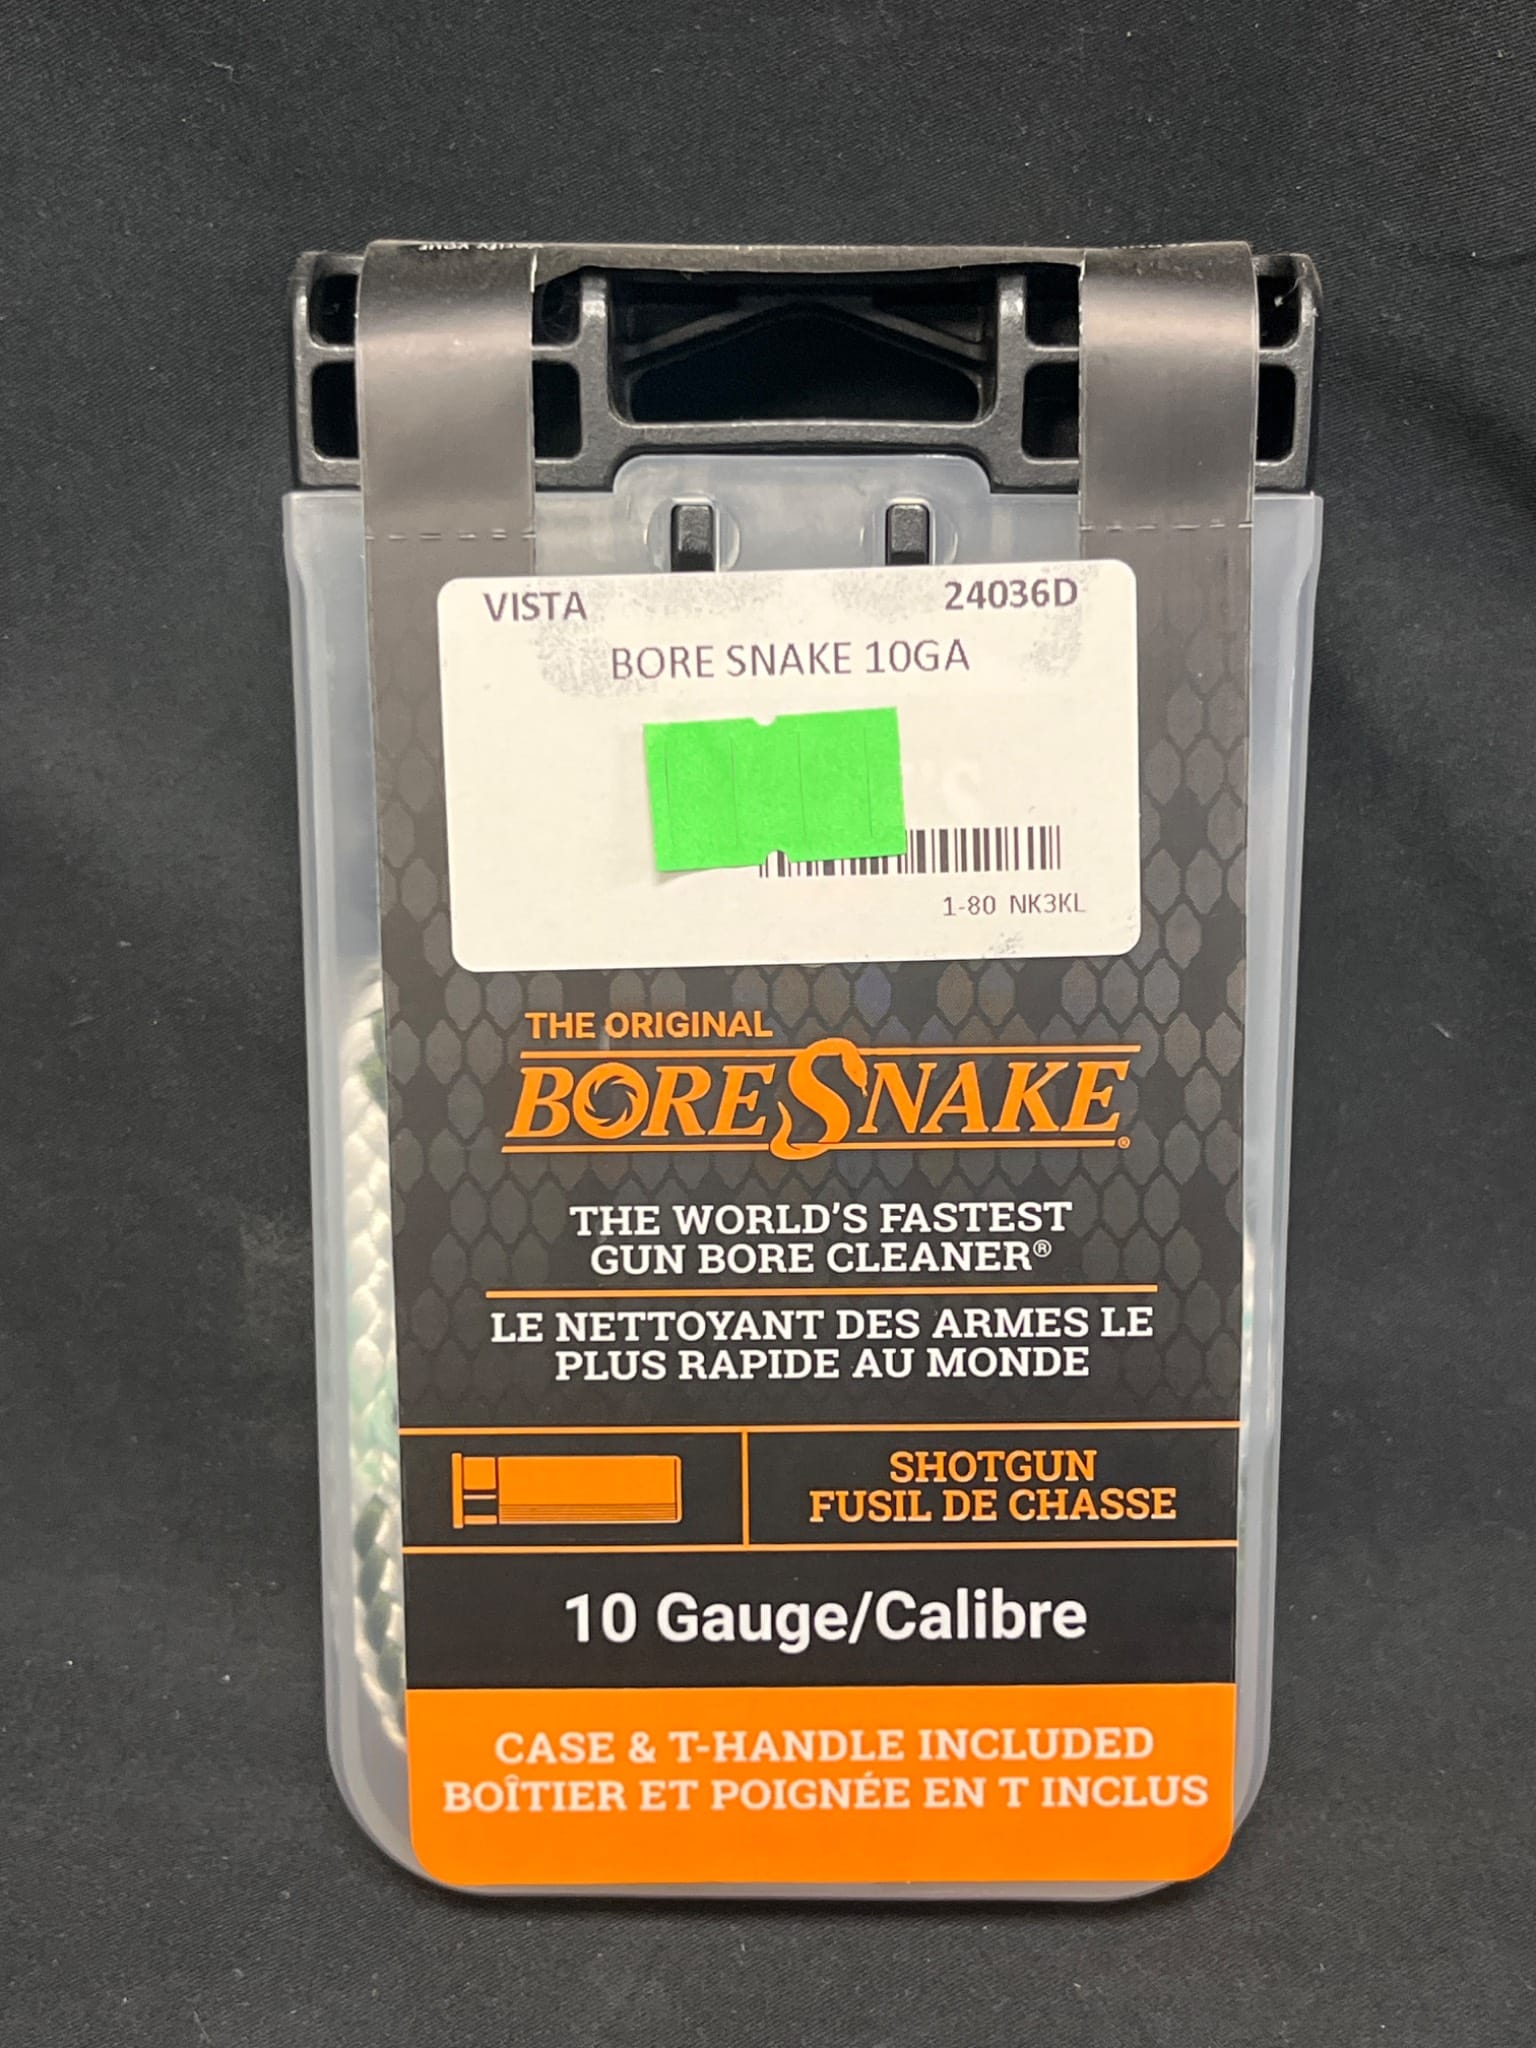 VISTA 24036D
BORE SNAKE 10GA
1-80 NK3KL
THE ORIGINAL
BORESNAKE®
THE WORLD'S FASTEST
GUN BORE CLEANER®
LE NETTOYANT DES ARMES LE
PLUS RAPIDE AU MONDE
SHOTGUN
FUSIL DE CHASSE
10 Gauge/Calibre
CASE & T-HANDLE INCLUDED
BOÎTIER ET POIGNÉE EN T INCLUS